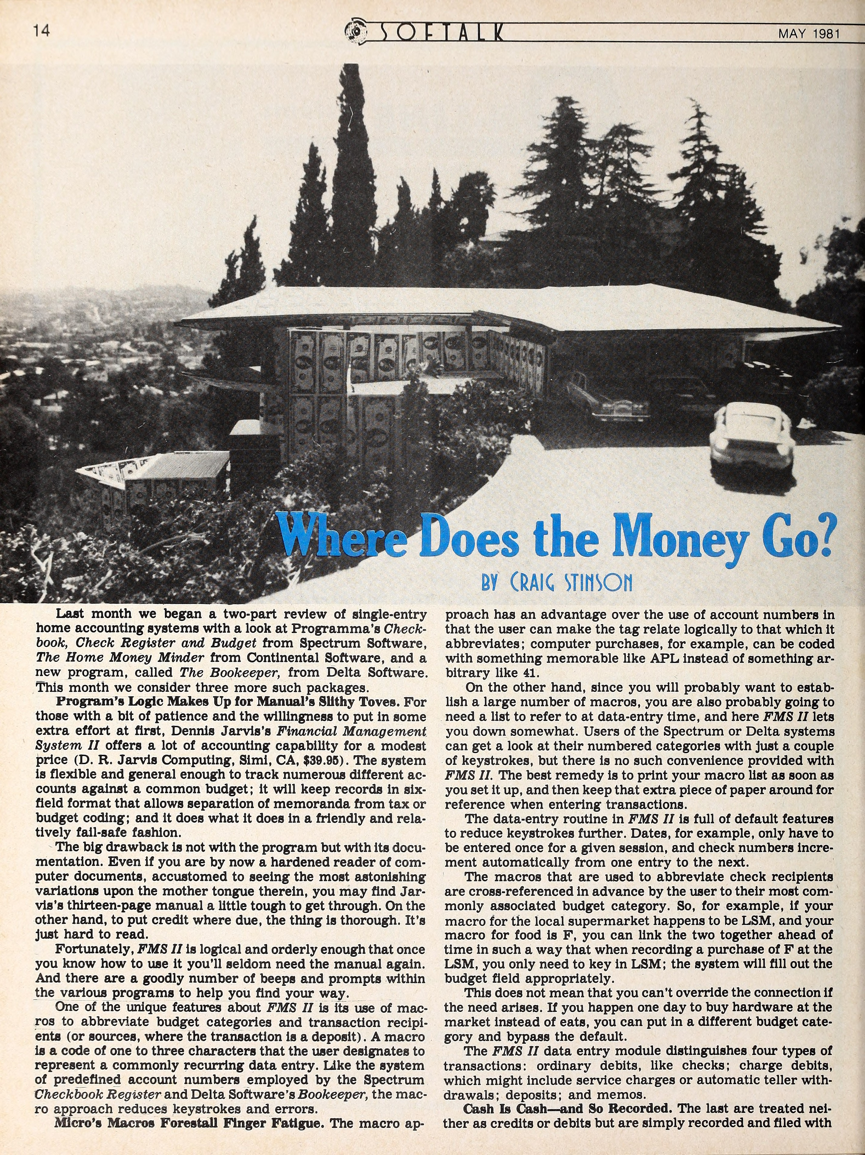 14
SOFTALK
MAY 1981
Where Does the Money Go?
BY CRAIG STINSON
Last month we began a two-part review of single-entry
home accounting systems with a look at Programma's Check-
book, Check Register and Budget from Spectrum Software,
The Home Money Minder from Continental Software, and a
new program, called The Bookeeper, from Delta Software.
This month we consider three more such packages.
Program's Logic Makes Up for Manual's Slithy Toves. For
those with a bit of patience and the willingness to put in some
extra effort at first, Dennis Jarvis's Financial Management
System II offers a lot of accounting capability for a modest
price (D. R. Jarvis Computing, Simi, CA, $39.95). The system
is flexible and general enough to track numerous different ac-
counts against a common budget; it will keep records in six-
field format that allows separation of memoranda from tax or
budget coding; and it does what it does in a friendly and rela-
tively fail-safe fashion.
The big drawback is not with the program but with its docu-
mentation. Even if you are by now a hardened reader of com-
puter documents, accustomed to seeing the most astonishing
variations upon the mother tongue therein, you may find Jar-
vis's thirteen-page manual a little tough to get through. On the
other hand, to put credit where due, the thing is thorough. It's
just hard to read.
Fortunately, FMS II is logical and orderly enough that once
you know how to use it you'll seldom need the manual again.
And there are a goodly number of beeps and prompts within
the various programs to help you find your way.
One of the unique features about FMS II is its use of mac-
ros to abbreviate budget categories and transaction recipi-
ents (or sources, where the transaction is a deposit). A macro
is a code of one to three characters that the user designates to
represent a commonly recurring data entry. Like the system
of predefined account numbers employed by the Spectrum
Checkbook Register and Delta Software's Bookeeper, the mac-
ro approach reduces keystrokes and errors.
Micro's Macros Forestall Finger Fatigue. The macro ap-
proach has an advantage over the use of account numbers in
that the user can make the tag relate logically to that which it
abbreviates; computer purchases, for example, can be coded
with something memorable like APL instead of something ar-
bitrary like 41.
On the other hand, since you will probably want to estab-
lish a large number of macros, you are also probably going to
need a list to refer to at data-entry time, and here FMS II lets
you down somewhat. Users of the Spectrum or Delta systems
can get a look at their numbered categories with just a couple
of keystrokes, but there is no such convenience provided with
FMS II. The best remedy is to print your macro list as soon as
you set it up, and then keep that extra piece of paper around for
reference when entering transactions.
The data-entry routine in FMS II is full of default features
to reduce keystrokes further. Dates, for example, only have to
be entered once for a given session, and check numbers incre-
ment automatically from one entry to the next.
The macros that are used to abbreviate check recipients
are cross-referenced in advance by the user to their most com-
monly associated budget category. So, for example, if your
macro for the local supermarket happens to be LSM, and your
macro for food is F, you can link the two together ahead of
time in such a way that when recording a purchase of F at the
LSM, you only need to key in LSM; the system will fill out the
budget field appropriately.
This does not mean that you can't override the connection if
the need arises. If you happen one day to buy hardware at the
market instead of eats, you can put in a different budget cate-
gory and bypass the default.
The FMS II data entry module distinguishes four types of
transactions: ordinary debits, like checks; charge debits,
which might include service charges or automatic teller with-
drawals; deposits; and memos.
Cash Is Cash—and So Recorded. The last are treated nei-
ther as credits or debits but are simply recorded and filed with